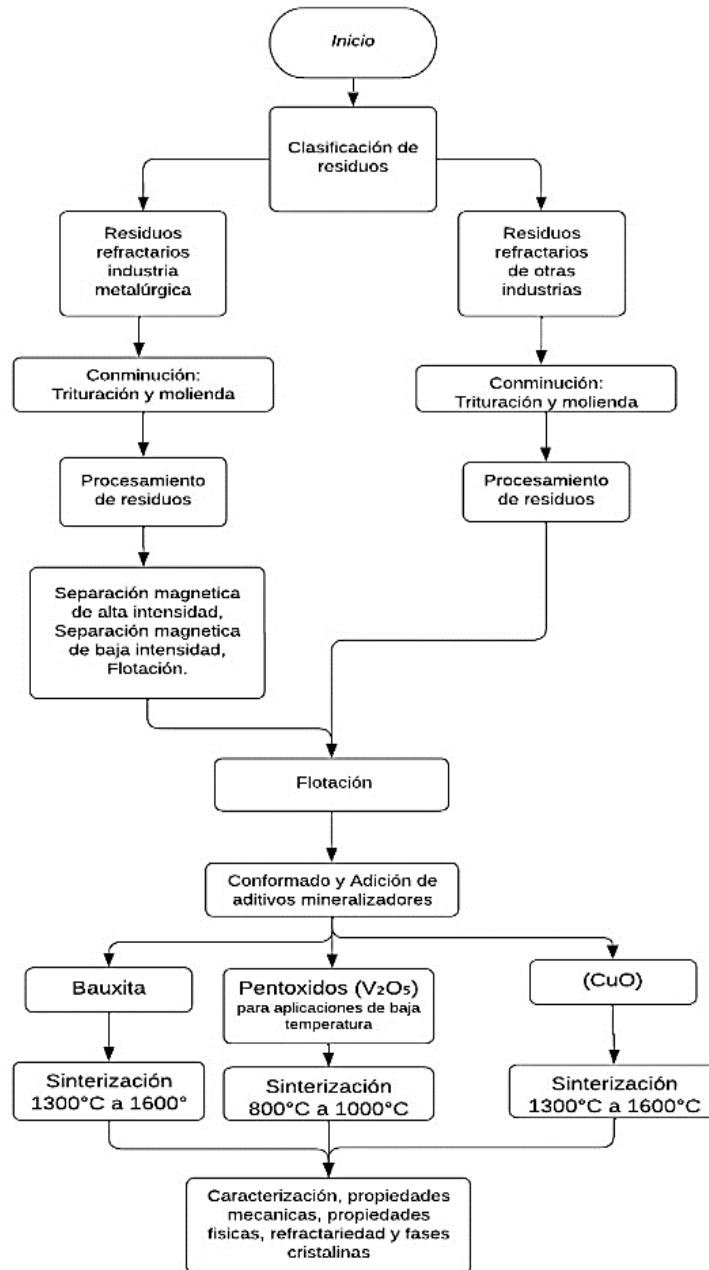 Inicio
Clasificación de
residuos
Residuos
refractarios
industria
metalúrgica
Residuos
refractarios
de otras
industrias
Conminución:
Trituración y molienda
Conminución:
Trituración y molienda
Procesamiento
de residuos
Procesamiento
de residuos
Separación magnetica
de alta intensidad,
Separación magnetica
de baja intensidad,
Flotación.
Flotación
Conformado y Adición de
aditivos mineralizadores
Bauxita
Pentoxidos (V₂O₅)
para aplicaciones de baja
temperatura
(CuO)
Sinterización
1300°C a 1600°
Sinterización
800°C a 1000°C
Sinterización
1300°C a 1600°C
Caracterización, propiedades
mecanicas, propiedades
fisicas, refractariedad y fases
cristalinas